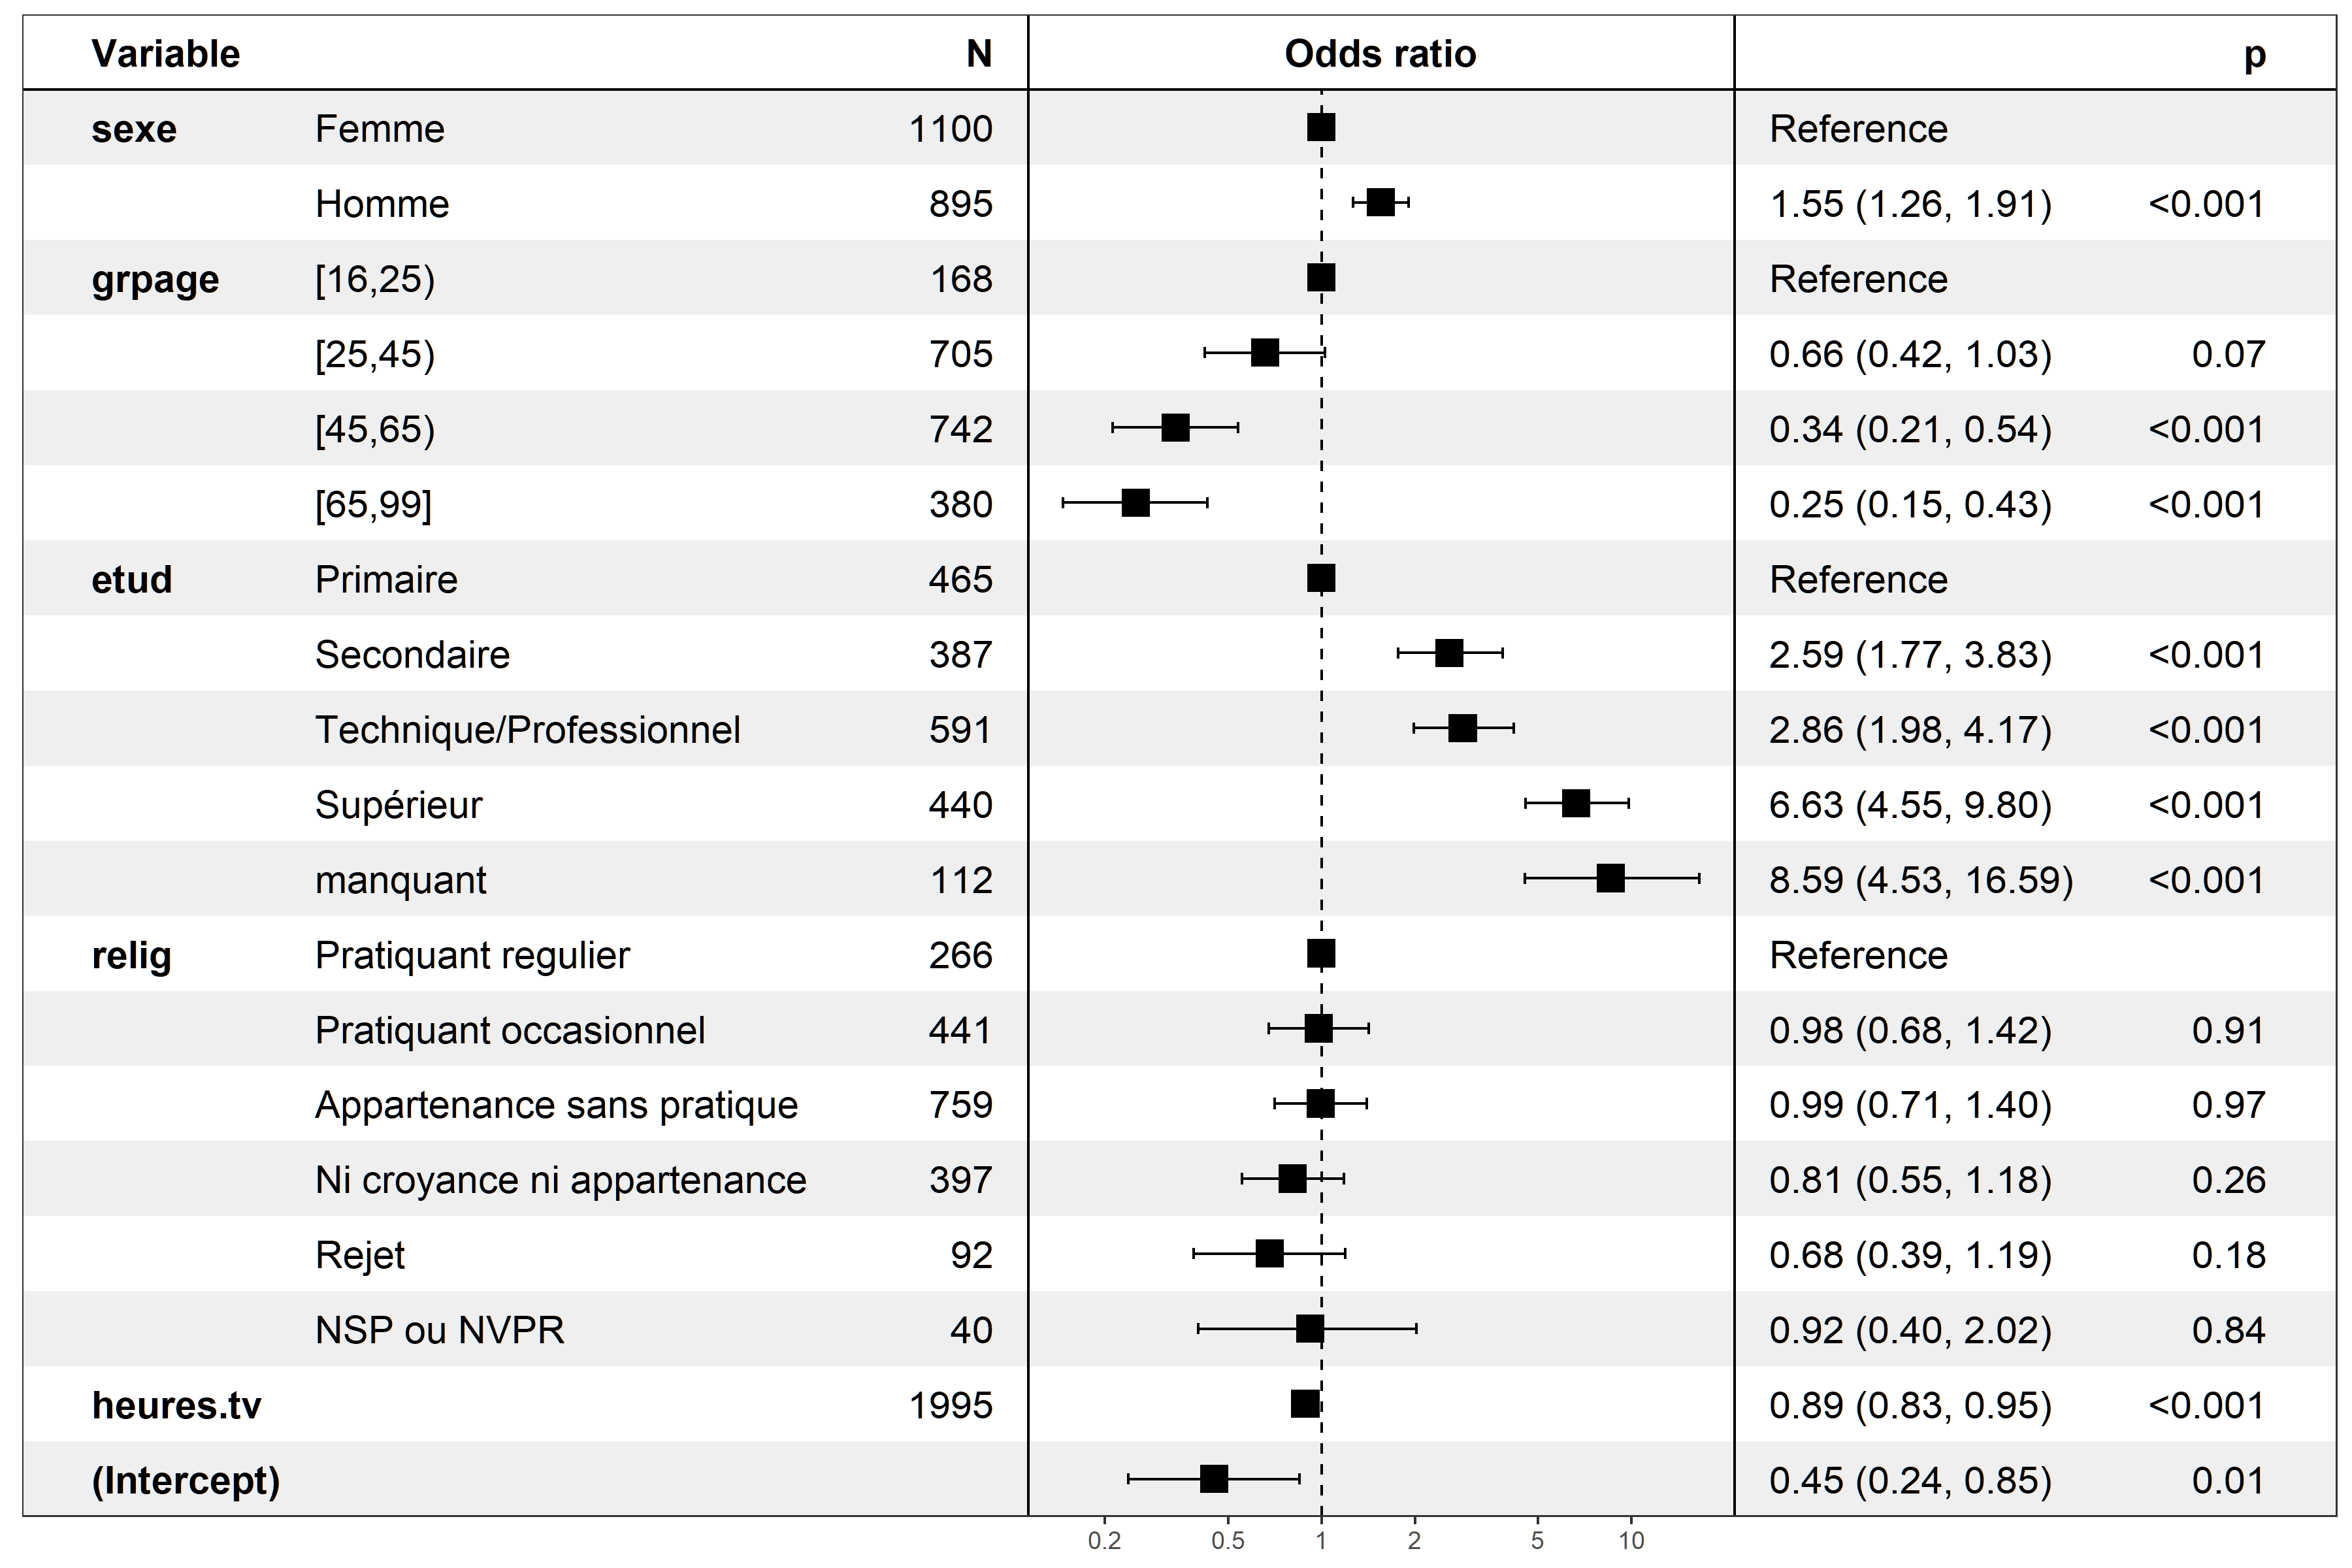 Variable N Odds ratio p
sexe Femme 1100 Reference
Homme 895 1.55 (1.26, 1.91) <0.001
grpage [16,25) 168 Reference
[25,45) 705 0.66 (0.42, 1.03) 0.07
[45,65) 742 0.34 (0.21, 0.54) <0.001
[65,99] 380 0.25 (0.15, 0.43) <0.001
etud Primaire 465 Reference
Secondaire 387 2.59 (1.77, 3.83) <0.001
Technique/Professionnel 591 2.86 (1.98, 4.17) <0.001
Supérieur 440 6.63 (4.55, 9.80) <0.001
manquant 112 8.59 (4.53, 16.59) <0.001
relig Pratiquant regulier 266 Reference
Pratiquant occasionnel 441 0.98 (0.68, 1.42) 0.91
Appartenance sans pratique 759 0.99 (0.71, 1.40) 0.97
Ni croyance ni appartenance 397 0.81 (0.55, 1.18) 0.26
Rejet 92 0.68 (0.39, 1.19) 0.18
NSP ou NVPR 40 0.92 (0.40, 2.02) 0.84
heures.tv 1995 0.89 (0.83, 0.95) <0.001
(Intercept) 0.45 (0.24, 0.85) 0.01
0.2 0.5 1 2 5 10